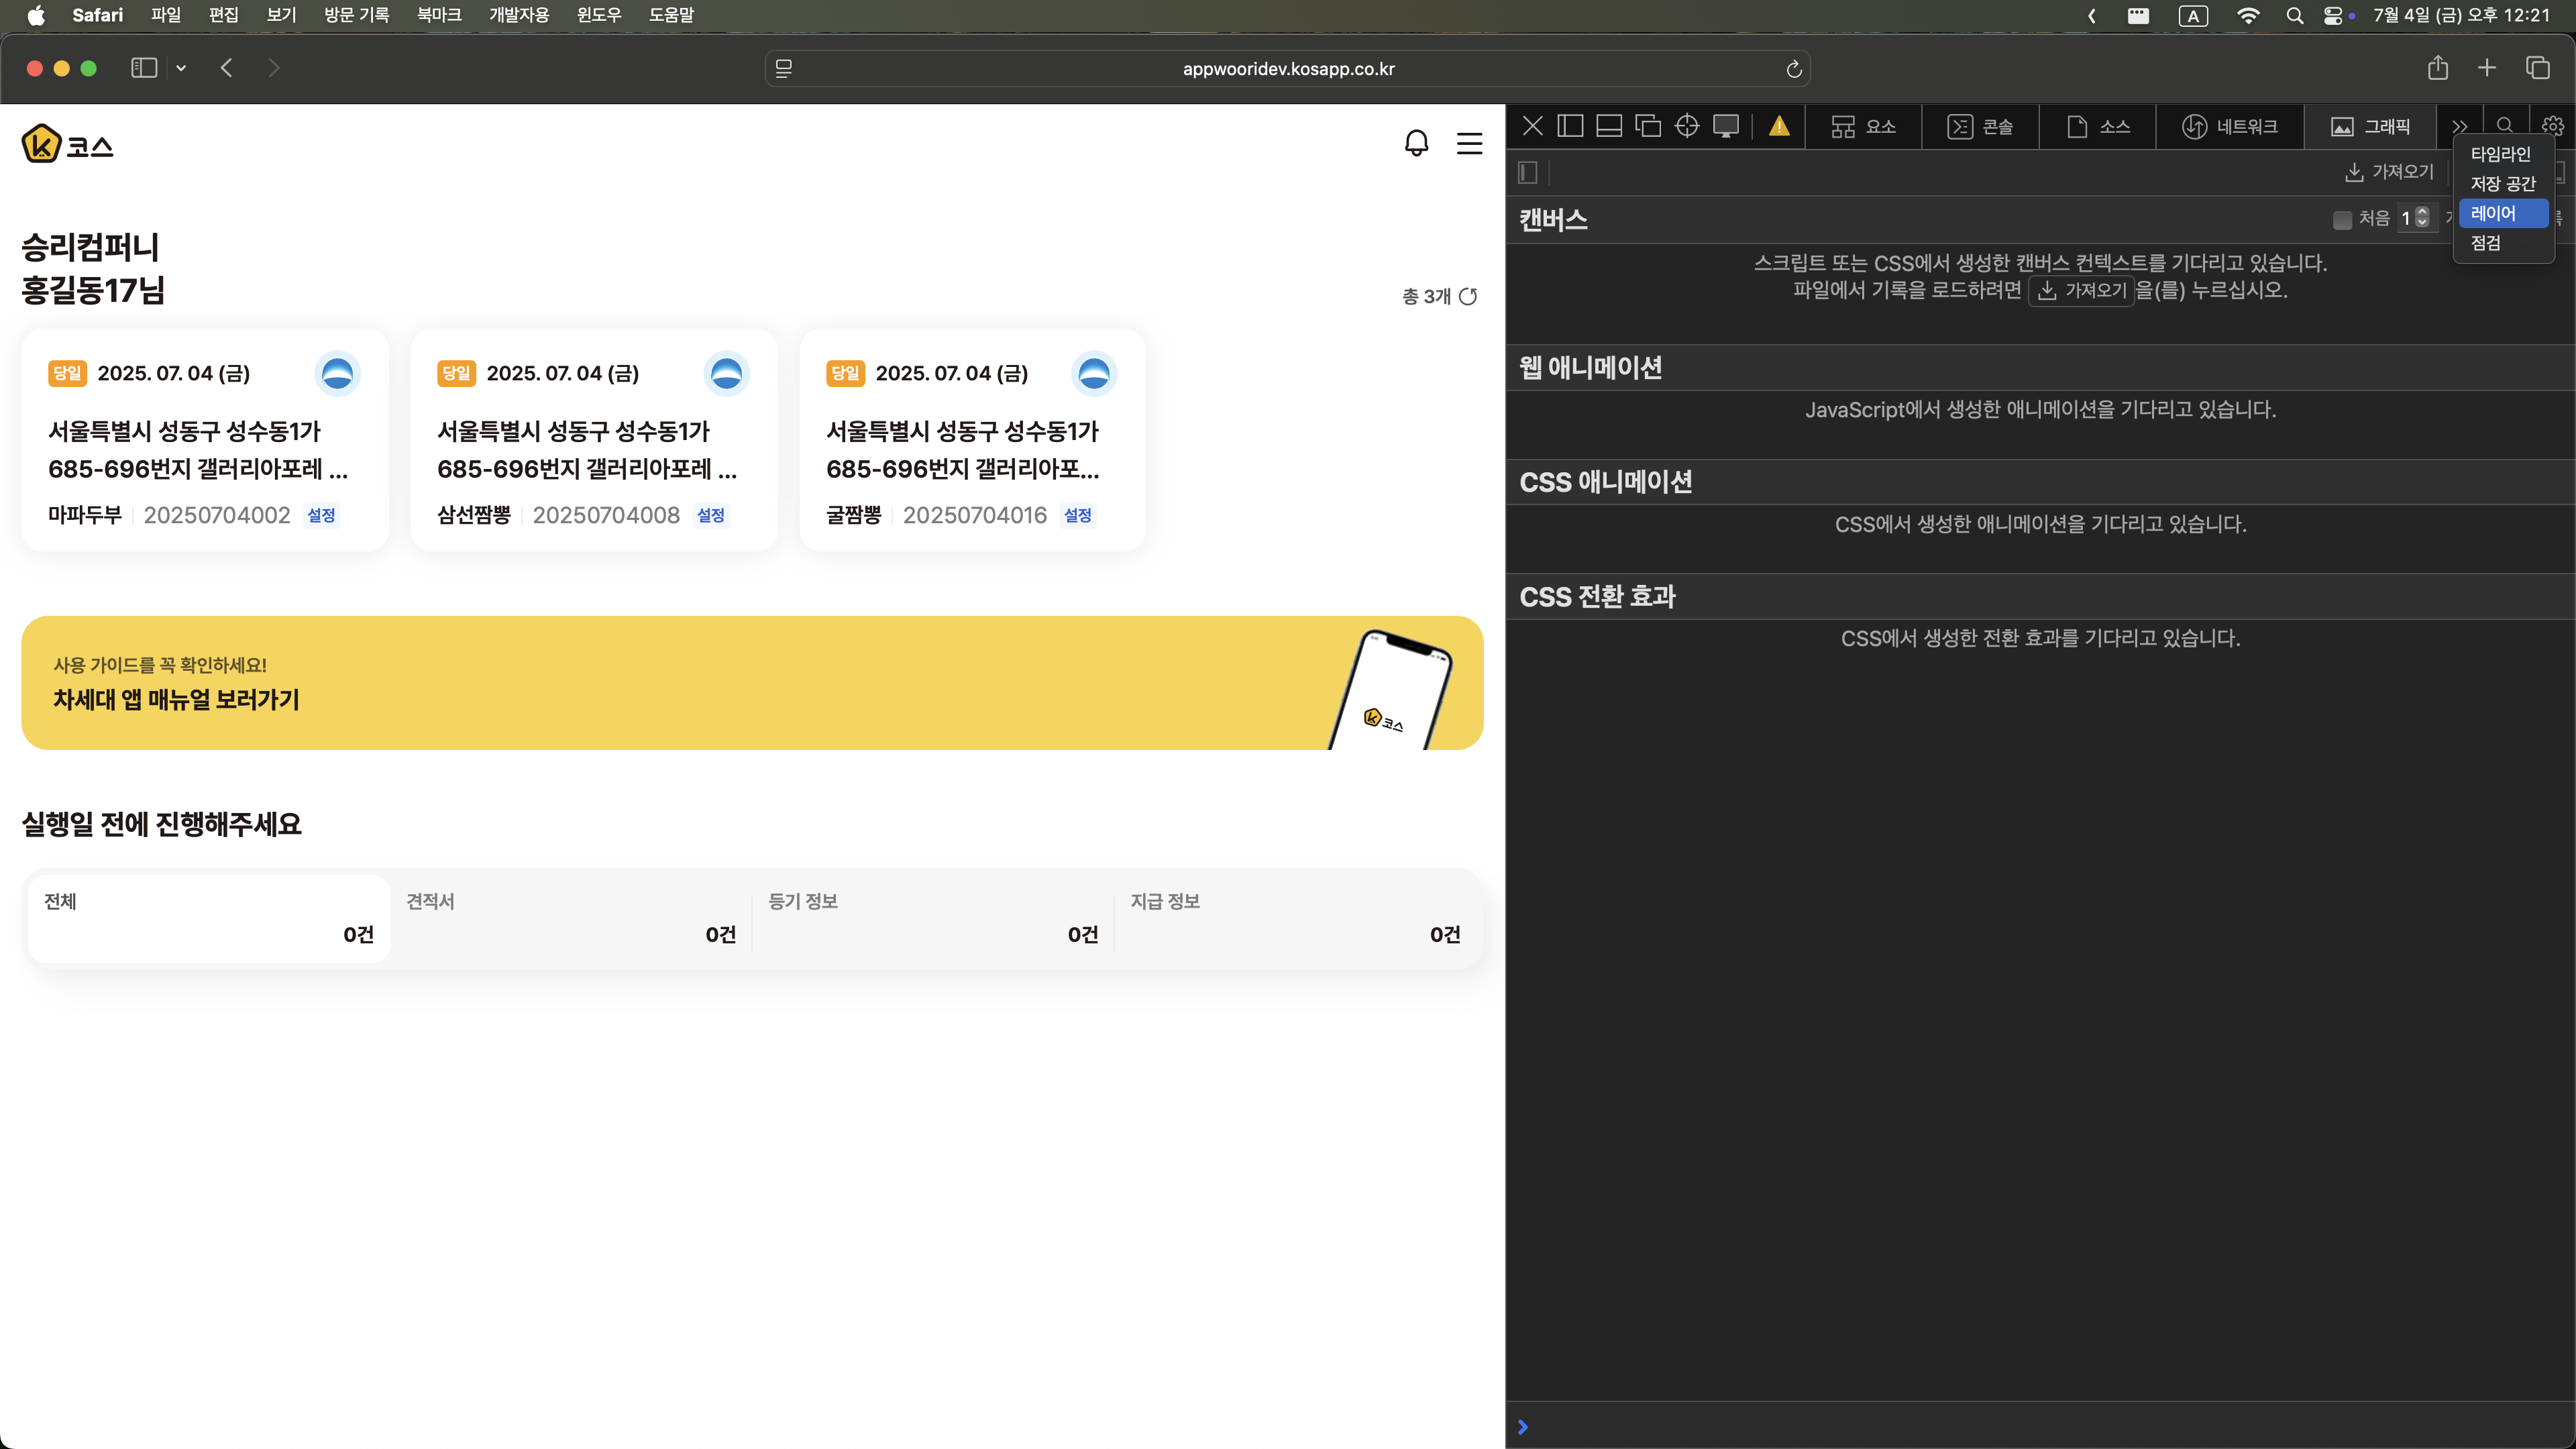 Safari 파일 편집 보기 방문 기록 북마크 개발자용 윈도우 도움말
A 7월 4일 (금) 오후 12:21
appwooridev.kosapp.co.kr
코스
승리컴퍼니
홍길동17님
총 3개
당일 2025. 07. 04 (금)
서울특별시 성동구 성수동1가
685-696번지 갤러리아포레 ...
마파두부 20250704002 설정
당일 2025. 07. 04 (금)
서울특별시 성동구 성수동1가
685-696번지 갤러리아포레 ...
삼선짬뽕 20250704008 설정
당일 2025. 07. 04 (금)
서울특별시 성동구 성수동1가
685-696번지 갤러리아포...
굴짬뽕 20250704016 설정
사용 가이드를 꼭 확인하세요!
차세대 앱 매뉴얼 보러가기
코스
실행일 전에 진행해주세요
전체 견적서 등기 정보 지급 정보
0건 0건 0건 0건
요소 콘솔 소스 네트워크 그래픽
가져오기
타임라인
저장 공간
레이어
점검
캔버스 처음 1
스크립트 또는 CSS에서 생성한 캔버스 컨텍스트를 기다리고 있습니다.
파일에서 기록을 로드하려면 가져오기 을(를) 누르십시오.
웹 애니메이션
JavaScript에서 생성한 애니메이션을 기다리고 있습니다.
CSS 애니메이션
CSS에서 생성한 애니메이션을 기다리고 있습니다.
CSS 전환 효과
CSS에서 생성한 전환 효과를 기다리고 있습니다.